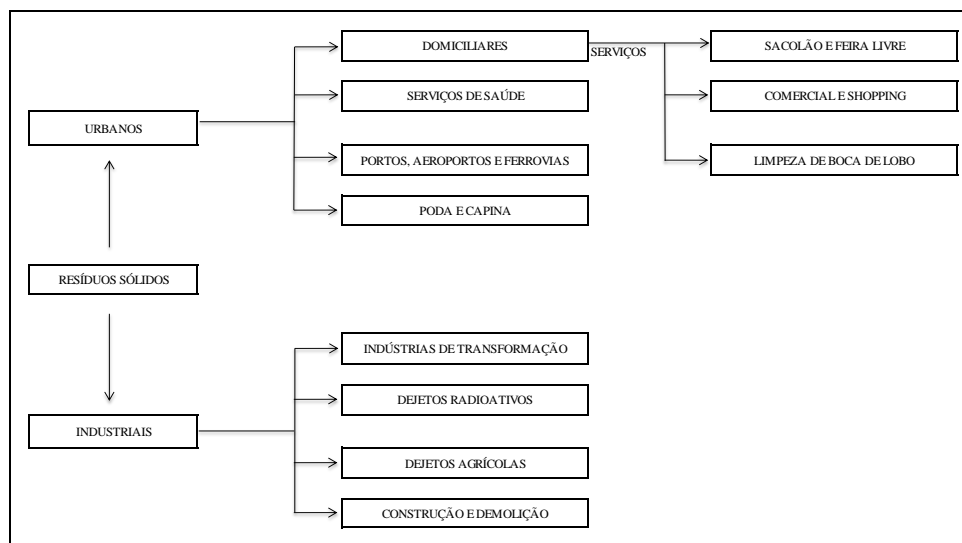 DOMICILIARES
SERVIÇOS
SACOLÃO E FEIRA LIVRE
SERVIÇOS DE SAÚDE
COMERCIAL E SHOPPING
URBANOS
PORTOS, AEROPORTOS E FERROVIAS
LIMPEZA DE BOCA DE LOBO
PODA E CAPINA
RESÍDUOS SÓLIDOS
INDÚSTRIAS DE TRANSFORMAÇÃO
DEJETOS RADIOATIVOS
INDUSTRIAIS
DEJETOS AGRÍCOLAS
CONSTRUÇÃO E DEMOLIÇÃO